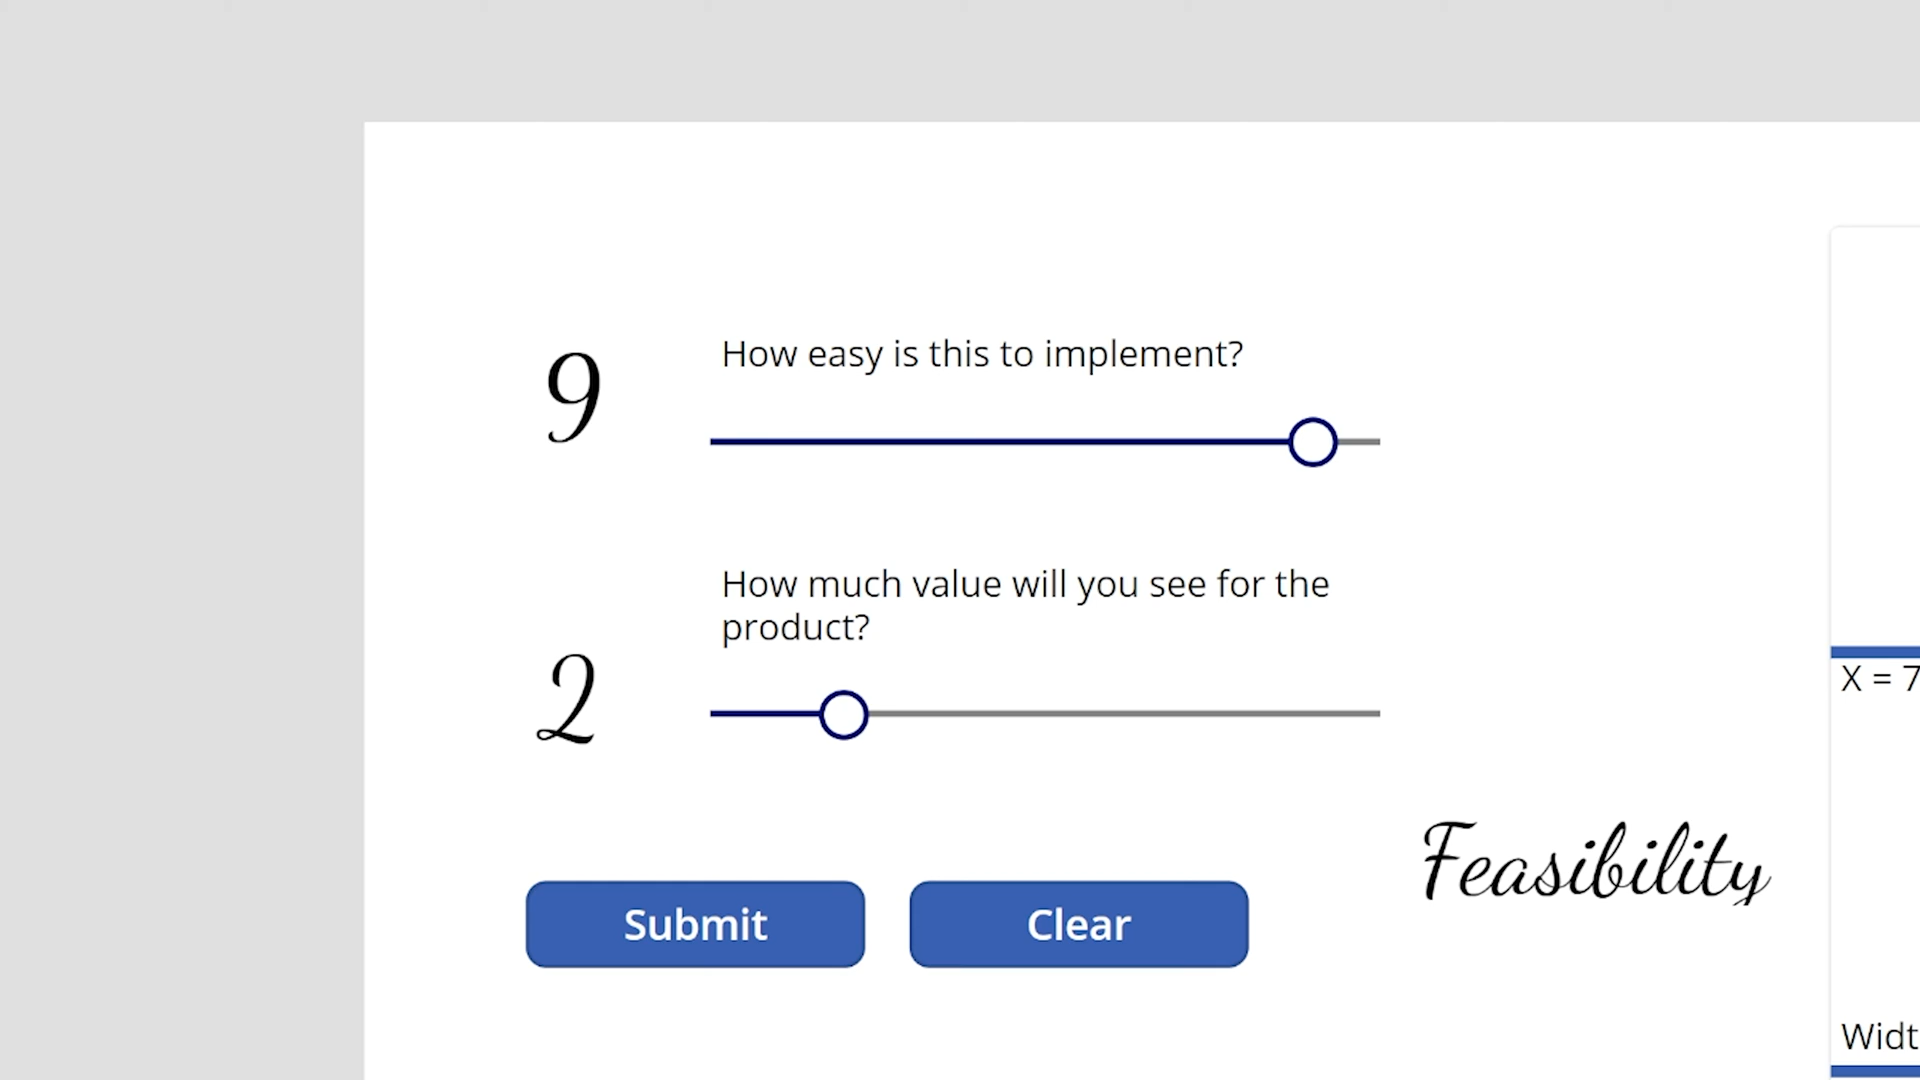 How easy is this to implement?
9
How much value will you see for the
product?
2
X = 7
Feasibility
Submit
Clear